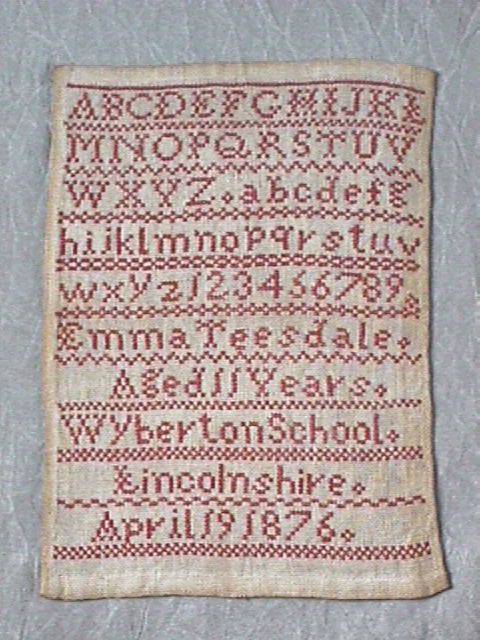 ABCDEFGHIJKL
MNOPQRSTUV
WXYZ.abcdefg
hijklmnopqrstuv
wxyz123456789.
Emma Teesdale.
Aged 11 Years.
Wyberton School.
Lincolnshire.
April 19 1876.